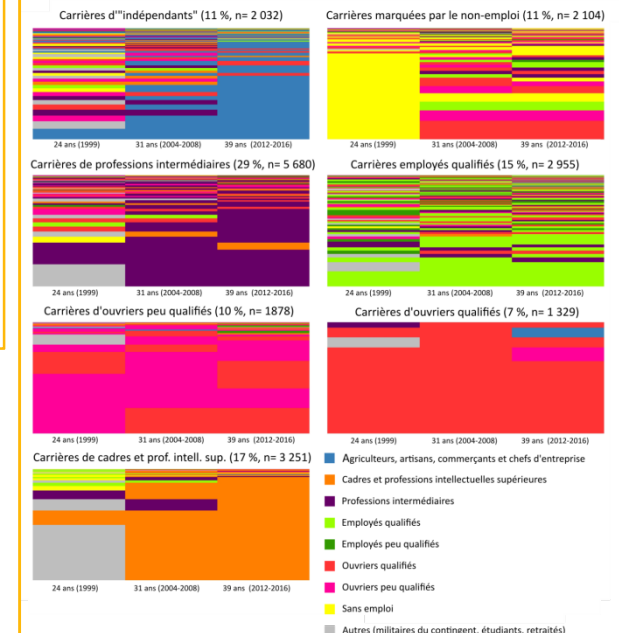 Carrières d'"indépendants" (11 %, n= 2 032)
Carrières marquées par le non-emploi (11 %, n= 2 104)
24 ans (1999) 31 ans (2004-2008) 39 ans (2012-2016)
24 ans (1999) 31 ans (2004-2008) 39 ans (2012-2016)
Carrières de professions intermédiaires (29 %, n= 5 680)
Carrières employés qualifiés (15 %, n= 2 955)
24 ans (1999) 31 ans (2004-2008) 39 ans (2012-2016)
24 ans (1999) 31 ans (2004-2008) 39 ans (2012-2016)
Carrières d'ouvriers peu qualifiés (10 %, n= 1878)
Carrières d'ouvriers qualifiés (7 %, n= 1 329)
24 ans (1999) 31 ans (2004-2008) 39 ans (2012-2016)
24 ans (1999) 31 ans (2004-2008) 39 ans (2012-2016)
Carrières de cadres et prof. intell. sup. (17 %, n= 3 251)
24 ans (1999) 31 ans (2004-2008) 39 ans (2012-2016)
Agriculteurs, artisans, commerçants et chefs d'entreprise
Cadres et professions intellectuelles supérieures
Professions intermédiaires
Employés qualifiés
Employés peu qualifiés
Ouvriers qualifiés
Ouvriers peu qualifiés
Sans emploi
Autres (militaires du contingent, étudiants, retraités)